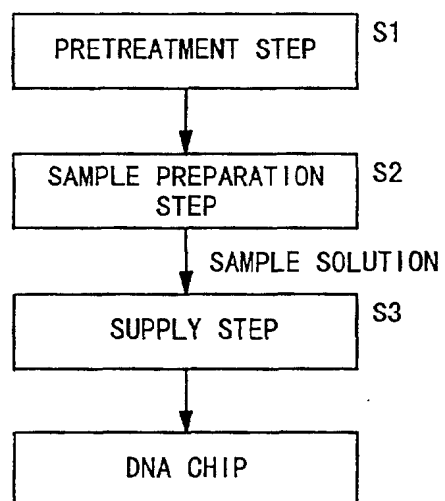 PRETREATMENT STEP
S1
SAMPLE PREPARATION
STEP
S2
SAMPLE SOLUTION
SUPPLY STEP
S3
DNA CHIP